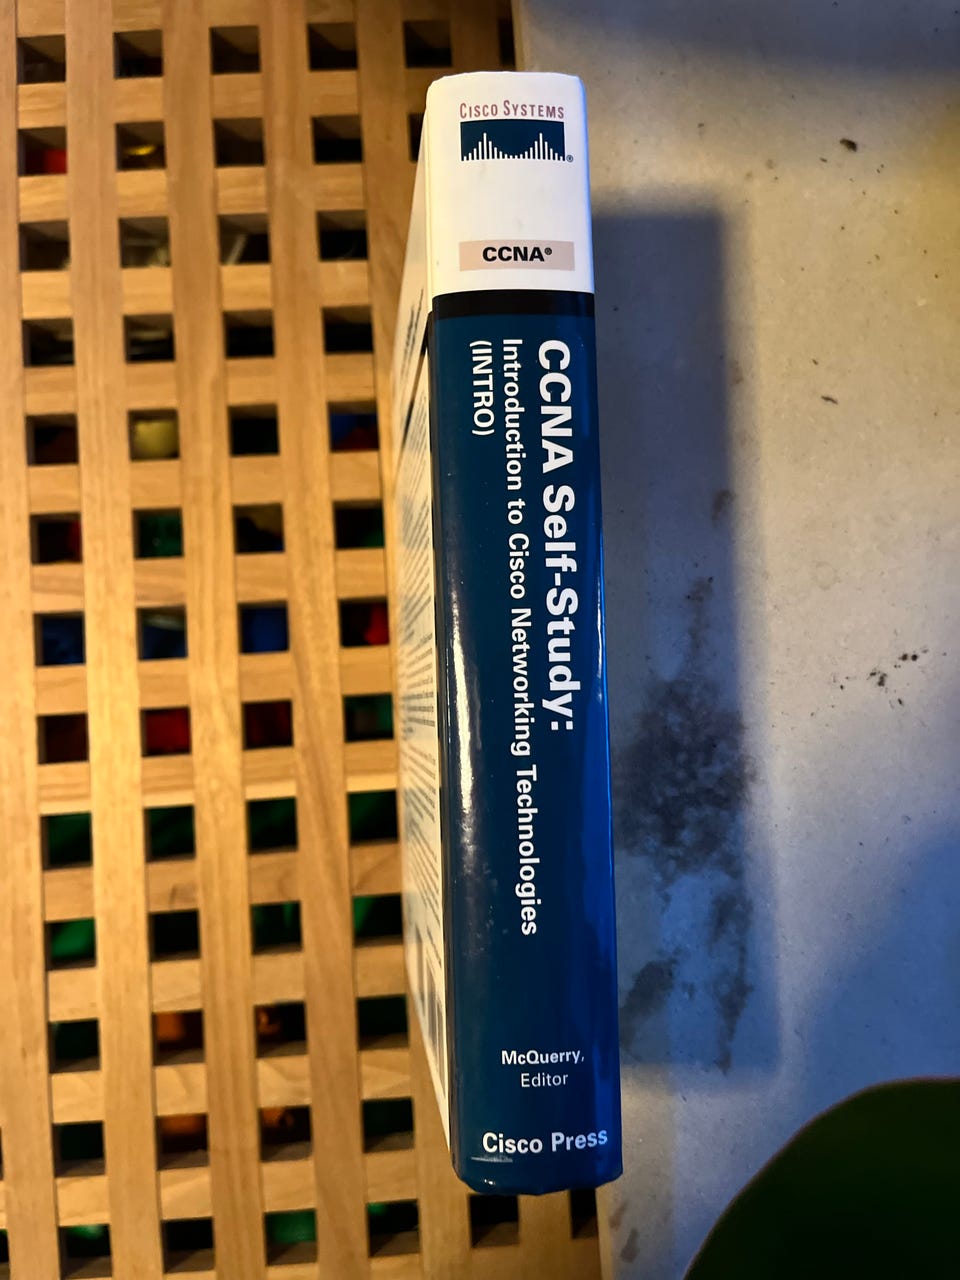 CISCO SYSTEMS
®
CCNA®
CCNA Self-Study:
Introduction to Cisco Networking Technologies
(INTRO)
McQuerry,
Editor
Cisco Press